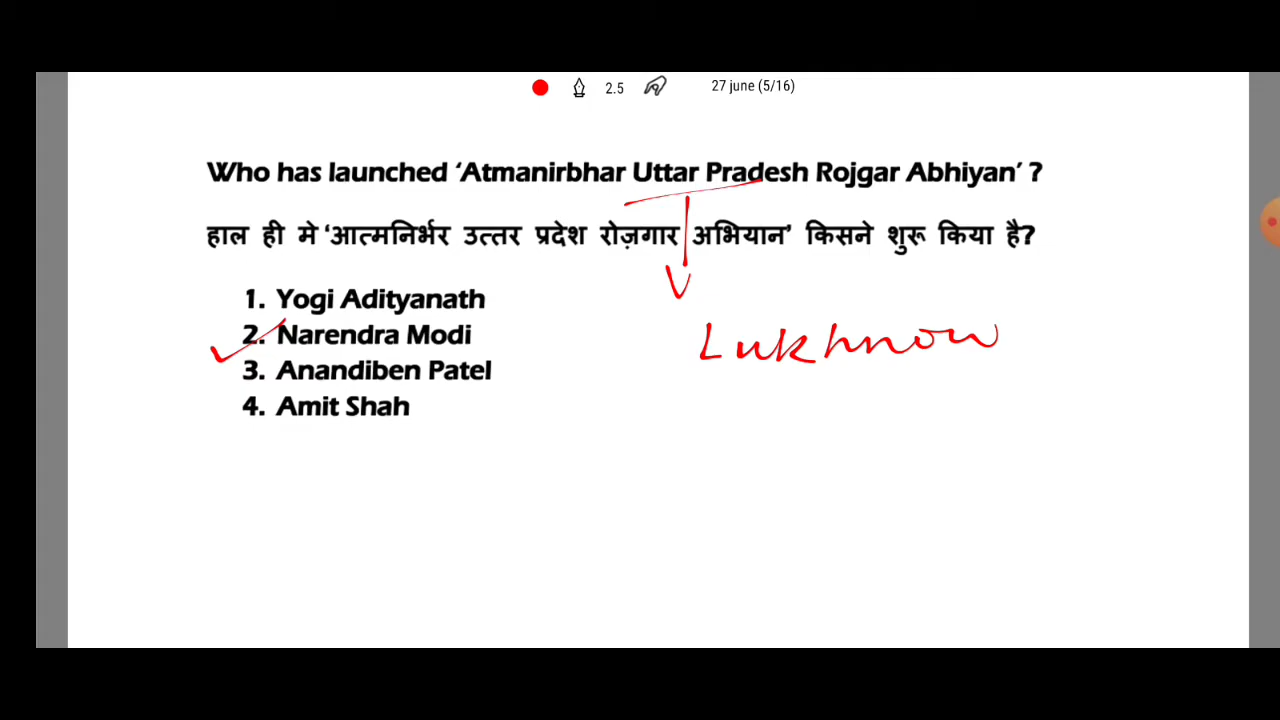 2.5 27 june (5/16)
Who has launched ‘Atmanirbhar Uttar Pradesh Rojgar Abhiyan’ ?
हाल ही मे ‘आत्मनिर्भर उत्तर प्रदेश रोज़गार अभियान’ किसने शुरू किया है?
1. Yogi Adityanath
2. Narendra Modi
Lukhnow
3. Anandiben Patel
4. Amit Shah